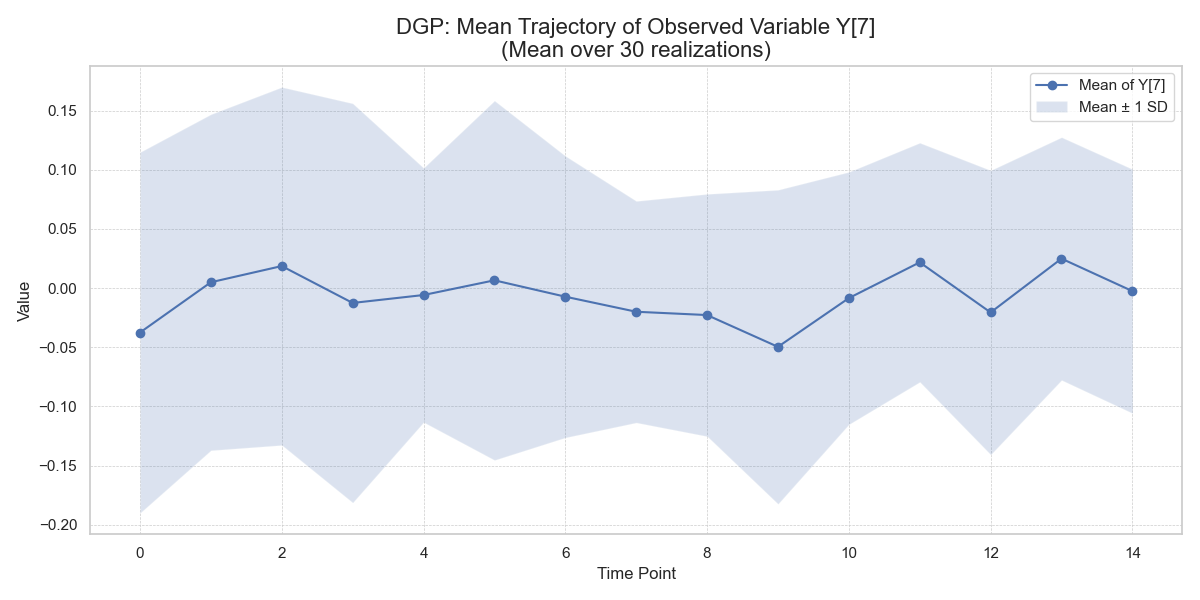 DGP: Mean Trajectory of Observed Variable Y[7]
(Mean over 30 realizations)
Mean of Y[7]
Mean ± 1 SD
0.15
0.10
0.05
0.00
−0.05
−0.10
−0.15
−0.20
Value
0 2 4 6 8 10 12 14
Time Point